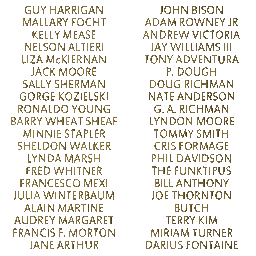 GUY HARRIGAN
MALLARY FOCHT
KELLY MEASE
NELSON ALTIERI
LIZA McKIERNAN
JACK MOORE
SALLY SHERMAN
GORGE KOZIELSKI
RONALDO YOUNG
BARRY WHEAT SHEAF
MINNIE STAPLER
SHELDON WALKER
LYNDA MARSH
FRED WHITNER
FRANCESCO MEXI
JULIA WINTERBAUM
ALAIN MARTINE
AUDREY MARGARET
FRANCIS F. MORTON
JANE ARTHUR
JOHN BISON
ADAM ROWNEY JR
ANDREW VICTORIA
JAY WILLIAMS III
TONY ADVENTURA
P. DOUGH
DOUG RICHMAN
NATE ANDERSON
G. A. RICHMAN
LYNDON MOORE
TOMMY SMITH
CRIS FORMAGE
PHIL DAVIDSON
THE FUNKTIPUS
BILL ANTHONY
JOE THORNTON
BUTCH
TERRY KIM
MIRIAM TURNER
DARIUS FONTAINE